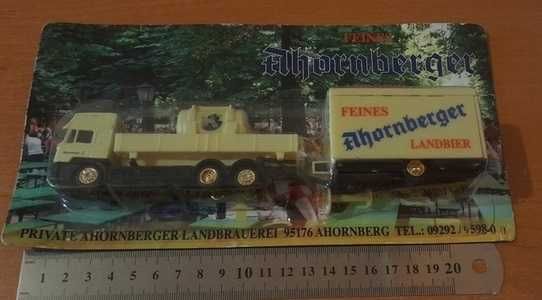 FEINES
Ahornberger
FEINES
Ahornberger
LANDBIER
PRIVATE AHORNBERGER LANDBRAUEREI 95176 AHORNBERG TEL.: 09292 / 9598-0
1 2 3 4 5 6 7 8 9 10 11 12 13 14 15 16 17 18 19 20